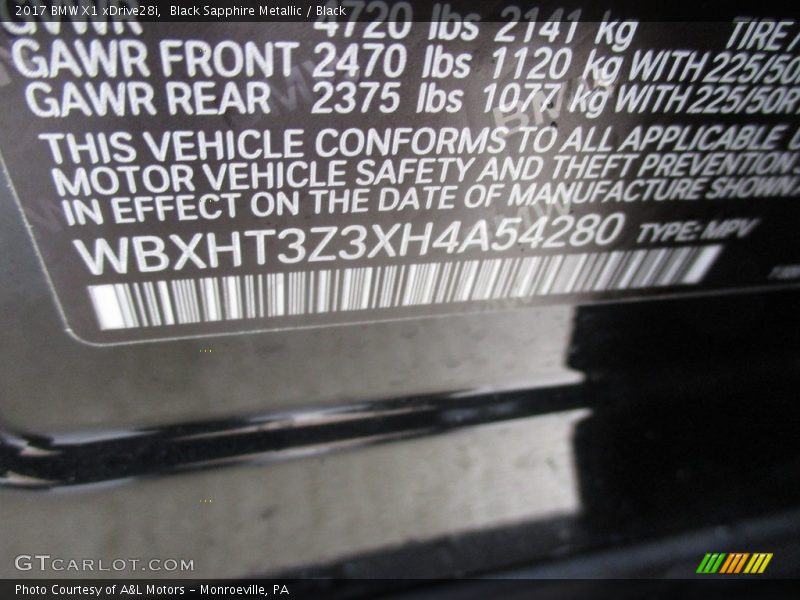 2017 BMW X1 xDrive28i, Black Sapphire Metallic / Black
GVWR 4720 lbs 2141 kg TIRE
GAWR FRONT 2470 lbs 1120 kg WITH 225/50R
GAWR REAR 2375 lbs 1077 kg WITH 225/50R
THIS VEHICLE CONFORMS TO ALL APPLICABLE
MOTOR VEHICLE SAFETY AND THEFT PREVENTION
IN EFFECT ON THE DATE OF MANUFACTURE SHOWN
WBXHT3Z3XH4A54280 TYPE: MPV
GTCARLOT.COM
Photo Courtesy of A&L Motors – Monroeville, PA